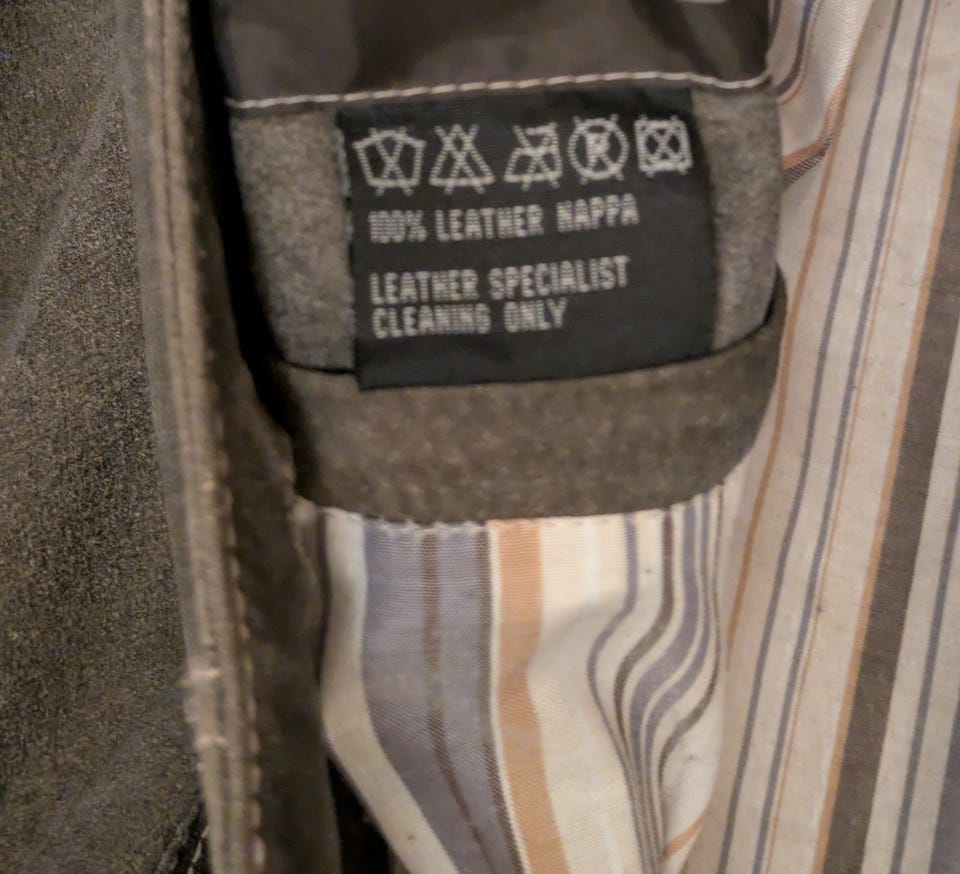 100% LEATHER NAPPA
LEATHER SPECIALIST
CLEANING ONLY